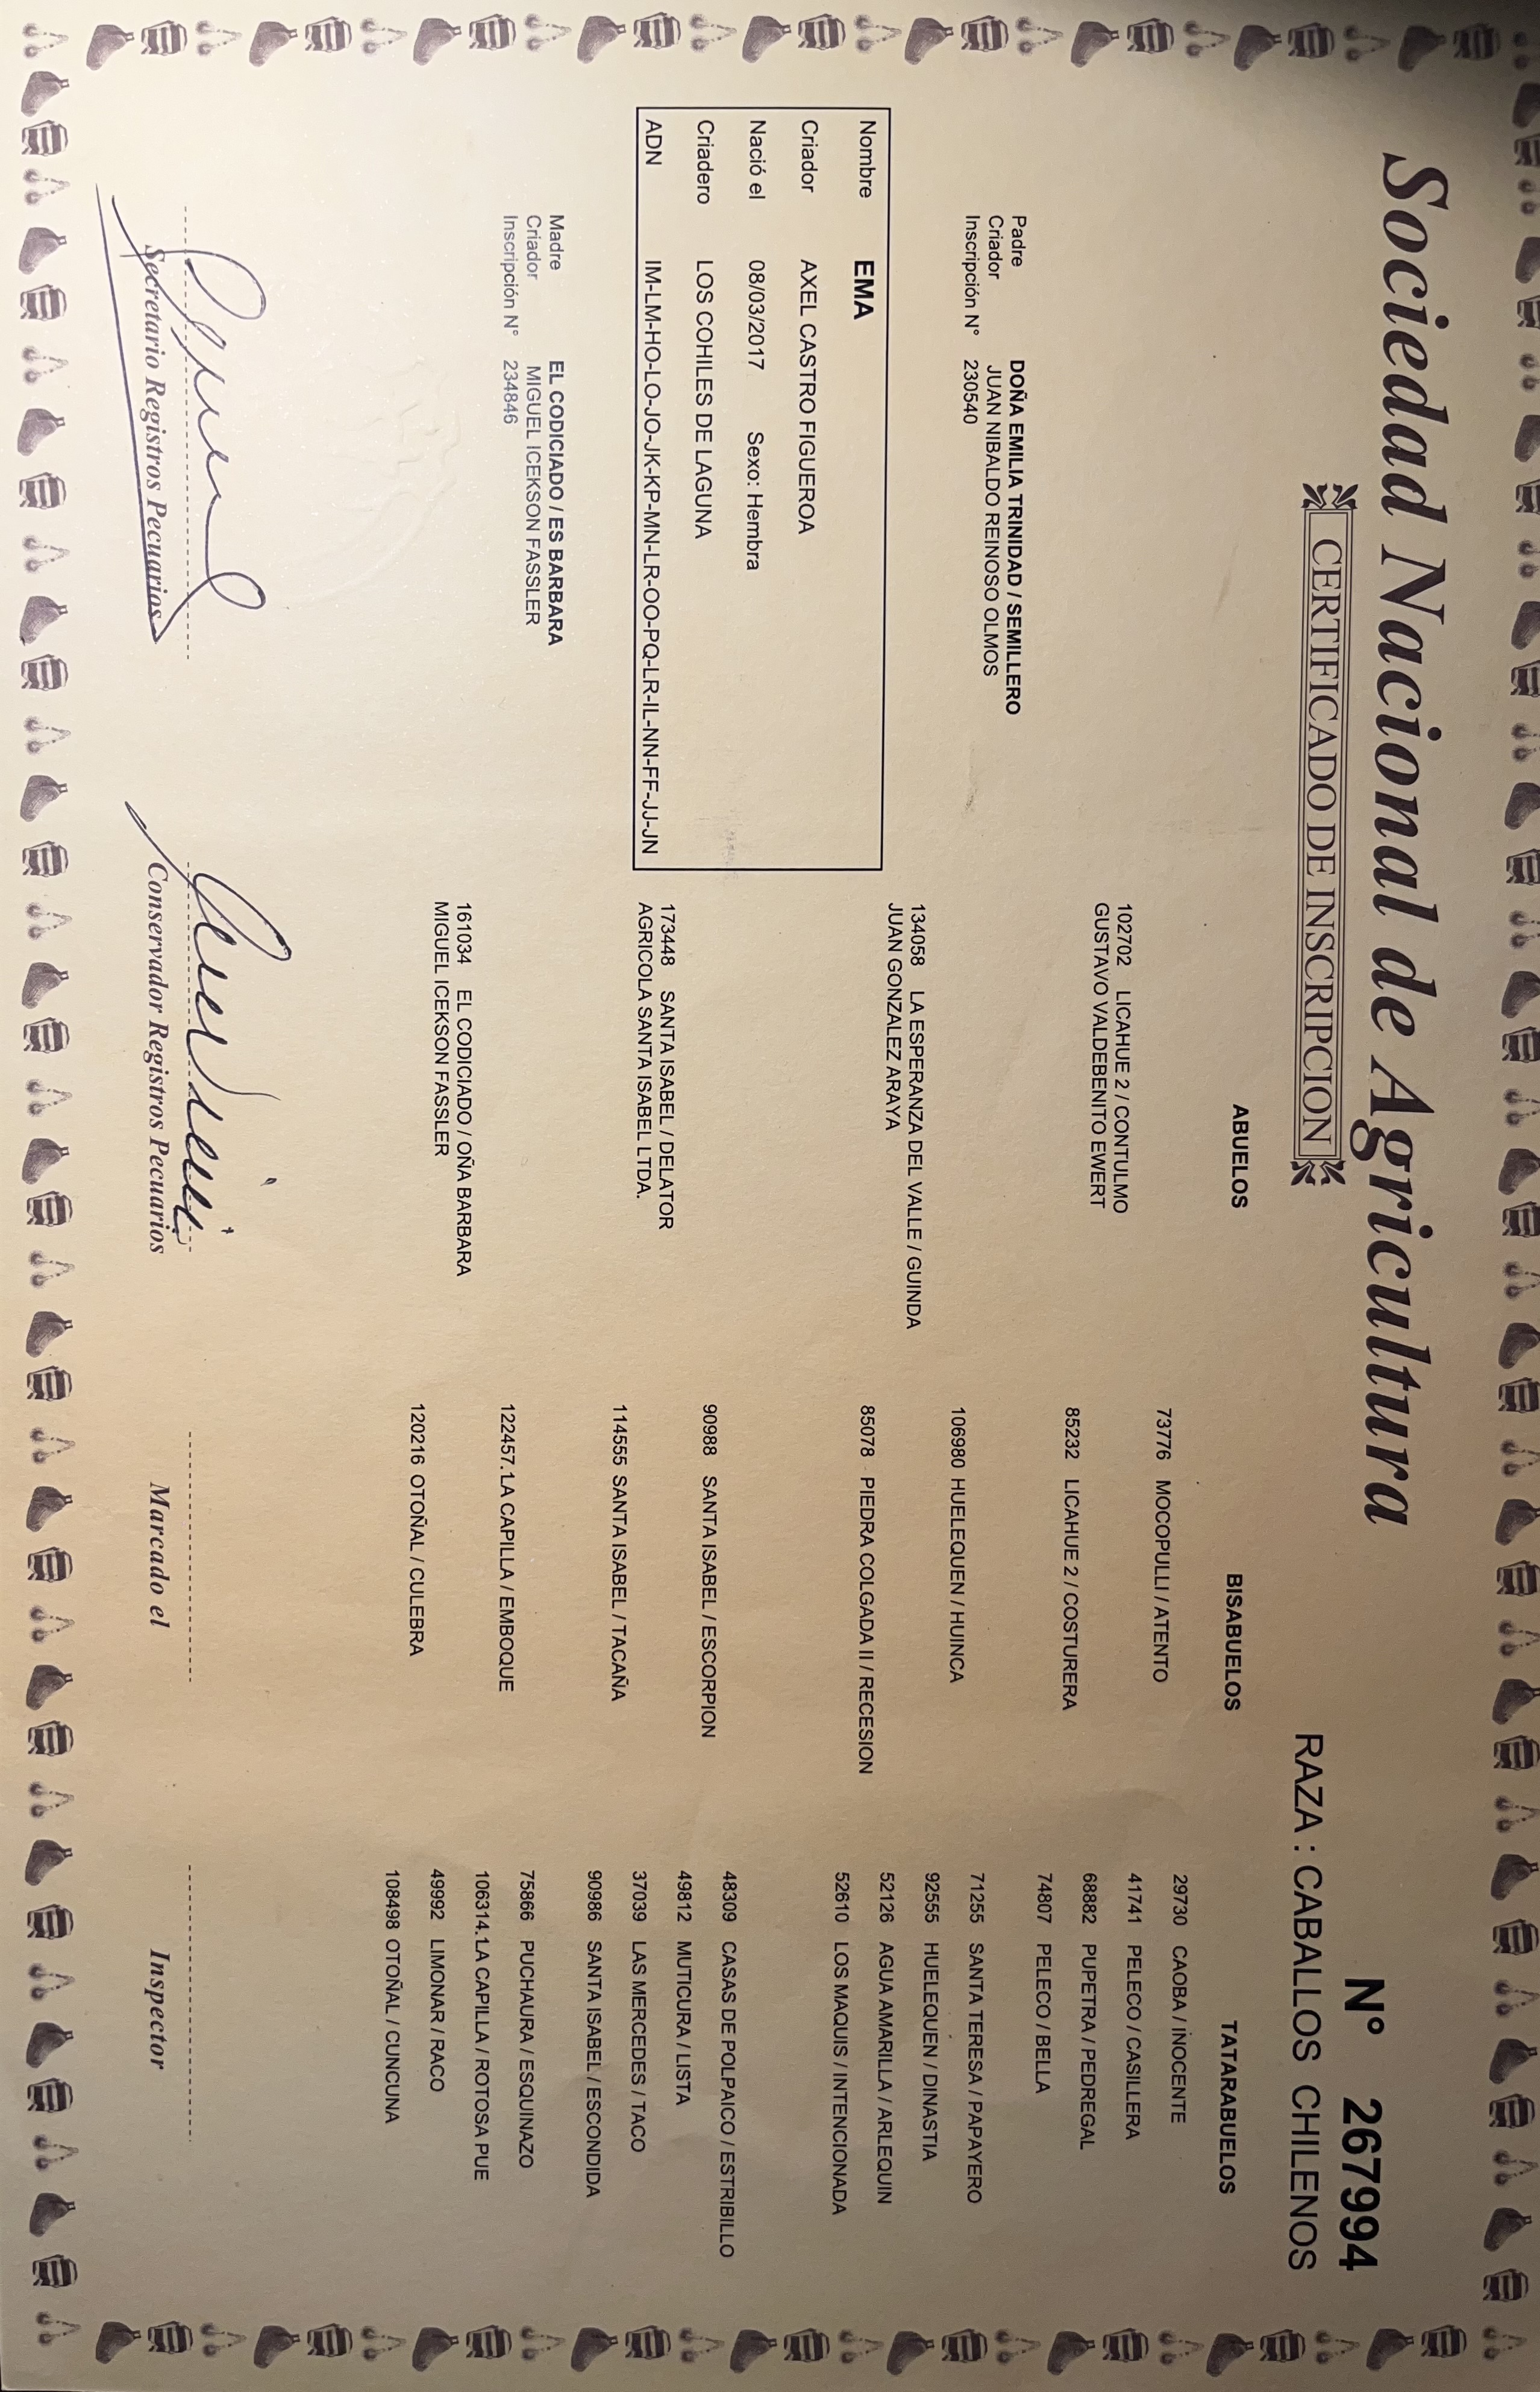 Sociedad Nacional de Agricultura
CERTIFICADO DE INSCRIPCION
N° 267994
RAZA : CABALLOS CHILENOS
ABUELOS
BISABUELOS
TATARABUELOS
Padre DOÑA EMILIA TRINIDAD / SEMILLERO
Criador JUAN NIBALDO REINOSO OLMOS
Inscripción N° 230540
Nombre EMA
Criador AXEL CASTRO FIGUEROA
Nació el 08/03/2017 Sexo: Hembra
Criadero LOS COHILES DE LAGUNA
ADN IM-LM-HO-LO-JO-JK-KP-MN-LR-OO-PQ-LR-IL-NN-FF-JJ-JN
Madre EL CODICIADO / ES BARBARA
Criador MIGUEL ICEKSON FASSLER
Inscripción N° 234846
102702 LICAHUE 2 / CONTULMO
GUSTAVO VALDEBENITO EWERT
134058 LA ESPERANZA DEL VALLE / GUINDA
JUAN GONZALEZ ARAYA
173448 SANTA ISABEL / DELATOR
AGRICOLA SANTA ISABEL LTDA.
161034 EL CODICIADO / OÑA BARBARA
MIGUEL ICEKSON FASSLER
73776 MOCOPULLI / ATENTO
85232 LICAHUE 2 / COSTURERA
106980 HUELEQUEN / HUINCA
85078 PIEDRA COLGADA II / RECESION
90988 SANTA ISABEL / ESCORPION
114555 SANTA ISABEL / TACAÑA
122457.LA CAPILLA / EMBOQUE
120216 OTOÑAL / CULEBRA
29730 CAOBA / INOCENTE
41741 PELECO / CASILLERA
68882 PUPETRA / PEDREGAL
74807 PELECO / BELLA
71255 SANTA TERESA / PAPAYERO
92555 HUELEQUEN / DINASTIA
52126 AGUA AMARILLA / ARLEQUIN
52610 LOS MAQUIS / INTENCIONADA
48309 CASAS DE POLPAICO / ESTRIBILLO
49812 MUTICURA / LISTA
37039 LAS MERCEDES / TACO
90986 SANTA ISABEL / ESCONDIDA
75866 PUCHAURA / ESQUINAZO
106314.LA CAPILLA / ROTOSA PUE
49992 LIMONAR / RACO
108498 OTOÑAL / CUNCUNA
Secretario Registros Pecuarios
Conservador Registros Pecuarios
Marcado el
Inspector